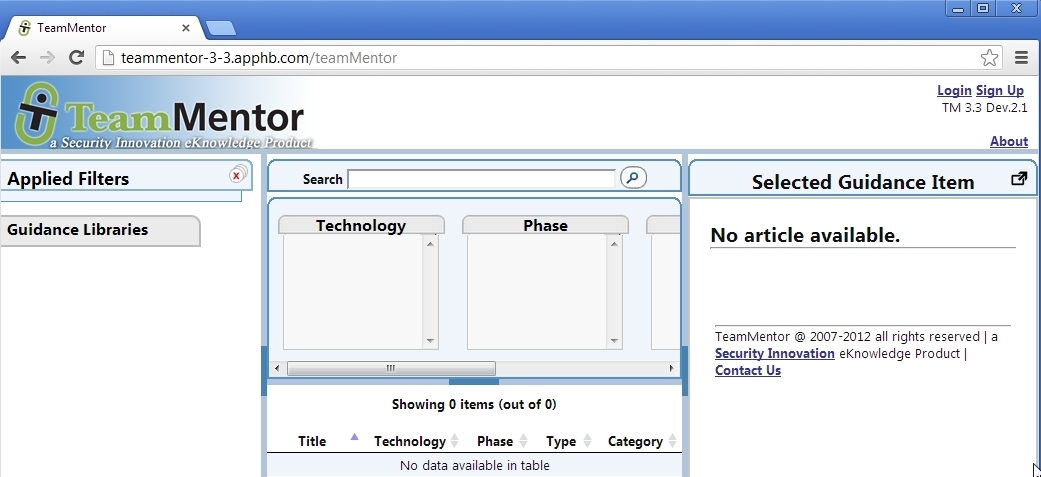 TeamMentor
teammentor-3-3.apphb.com/teamMentor
TeamMentor
a Security Innovation eKnowledge Product
Login Sign Up
TM 3.3 Dev.2.1
About
Applied Filters
Guidance Libraries
Search
Technology Phase
Showing 0 items (out of 0)
Title Technology Phase Type Category
No data available in table
Selected Guidance Item
No article available.
TeamMentor @ 2007-2012 all rights reserved | a
Security Innovation eKnowledge Product |
Contact Us